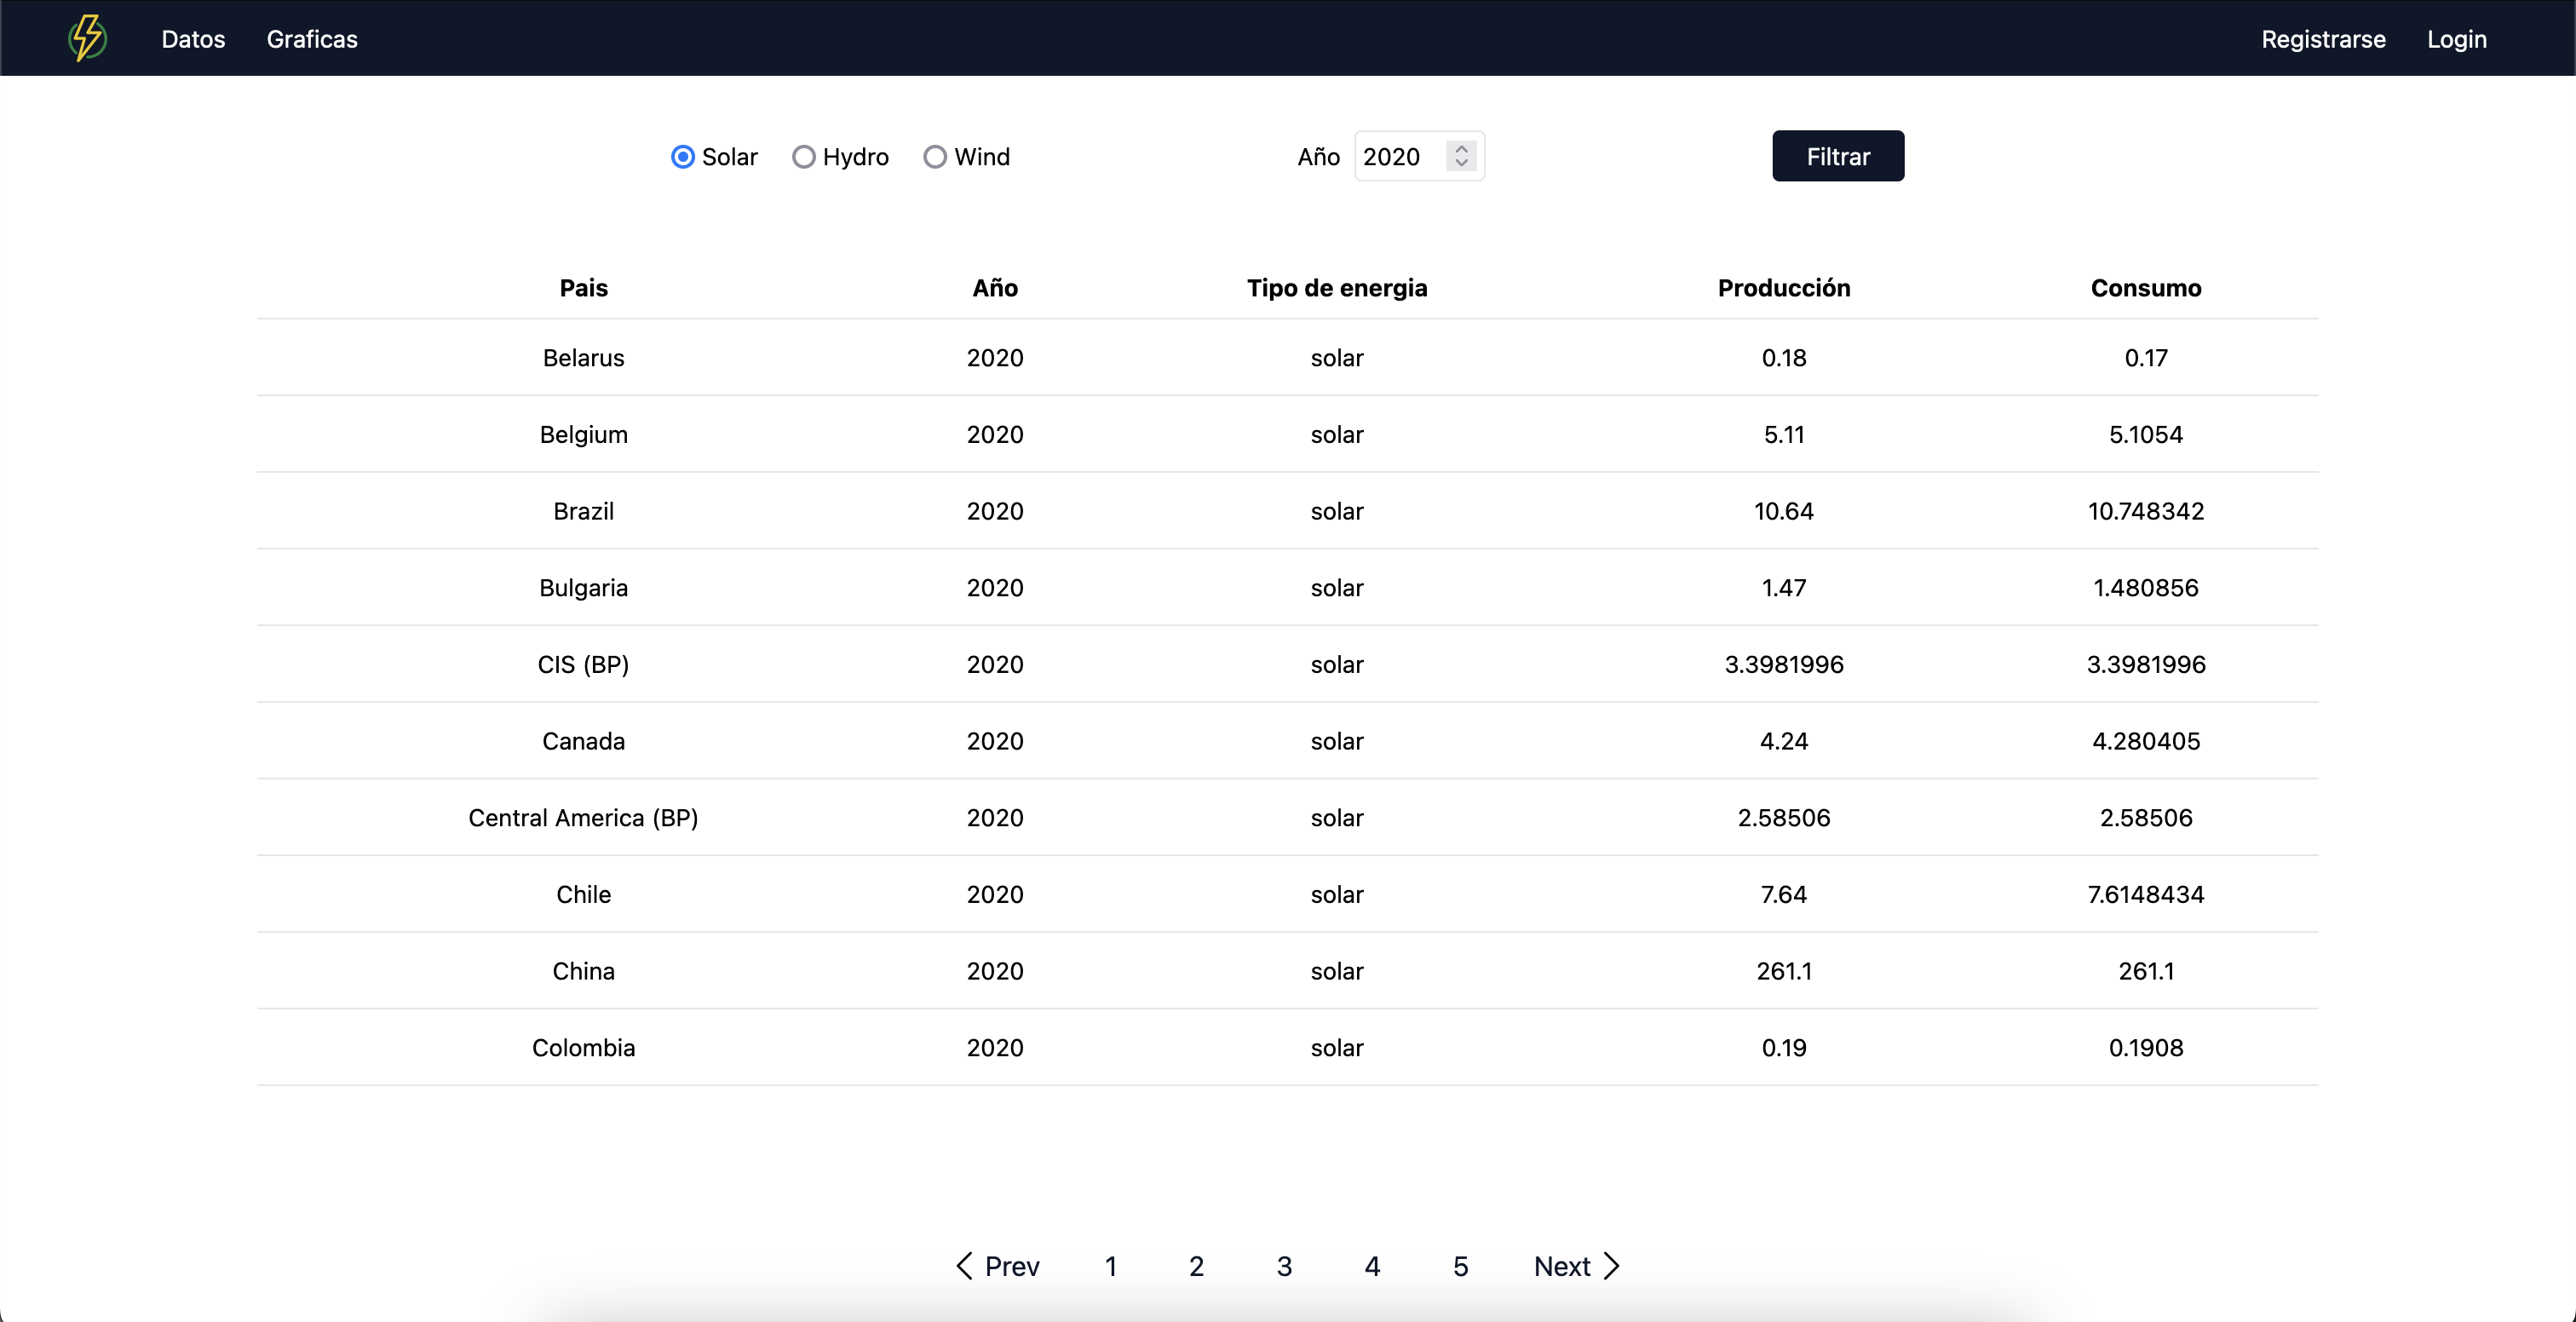 Datos Graficas Registrarse Login
Solar Hydro Wind Año 2020 Filtrar
Pais Año Tipo de energia Producción Consumo
Belarus 2020 solar 0.18 0.17
Belgium 2020 solar 5.11 5.1054
Brazil 2020 solar 10.64 10.748342
Bulgaria 2020 solar 1.47 1.480856
CIS (BP) 2020 solar 3.3981996 3.3981996
Canada 2020 solar 4.24 4.280405
Central America (BP) 2020 solar 2.58506 2.58506
Chile 2020 solar 7.64 7.6148434
China 2020 solar 261.1 261.1
Colombia 2020 solar 0.19 0.1908
Prev 1 2 3 4 5 Next